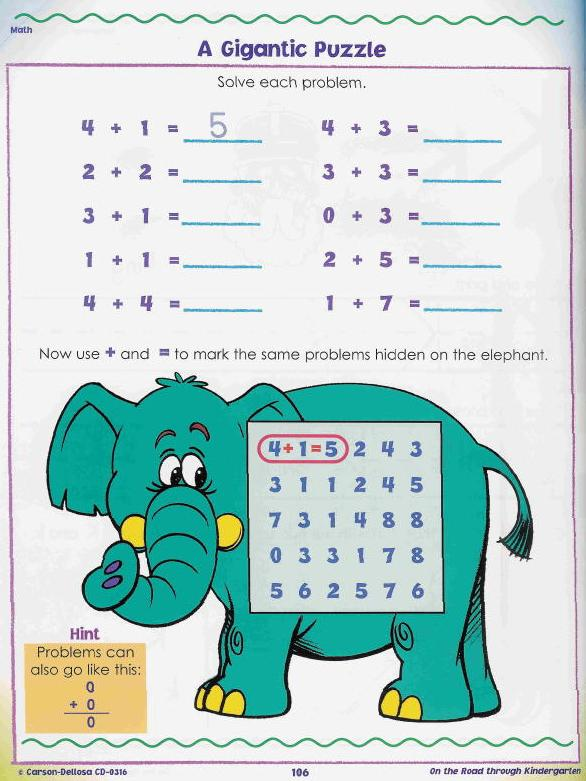 Math
A Gigantic Puzzle
Solve each problem.
4 + 1 = 5
4 + 3 =
2 + 2 =
3 + 3 =
3 + 1 =
0 + 3 =
1 + 1 =
2 + 5 =
4 + 4 =
1 + 7 =
Now use + and = to mark the same problems hidden on the elephant.
4+1=5 2 4 3
3 1 1 2 4 5
7 3 1 4 8 8
0 3 3 1 7 8
5 6 2 5 7 6
Hint
Problems can
also go like this:
0
+ 0
0
© Carson-Dellosa CD-0316
106
On the Road through Kindergarten